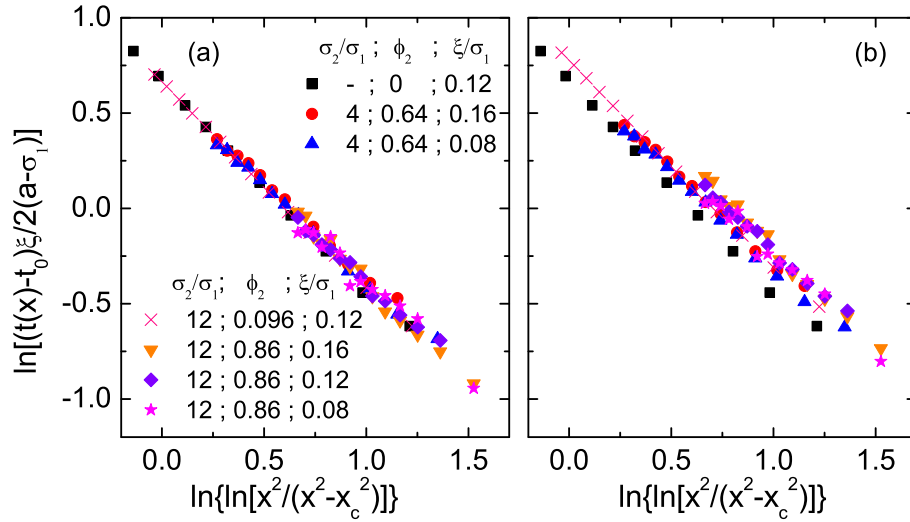 (a)
σ₂/σ₁ ; ϕ₂ ; ξ/σ₁
- ; 0 ; 0.12
4 ; 0.64 ; 0.16
4 ; 0.64 ; 0.08
σ₂/σ₁; ϕ₂ ; ξ/σ₁
12 ; 0.096 ; 0.12
12 ; 0.86 ; 0.16
12 ; 0.86 ; 0.12
12 ; 0.86 ; 0.08
(b)
ln[(t(x)-t₀)ξ/2(a-σ₁)]
1.0
0.5
0.0
-0.5
-1.0
0.0 0.5 1.0 1.5
0.0 0.5 1.0 1.5
ln{ln[x²/(x²-x_c²)]}
ln{ln[x²/(x²-x_c²)]}